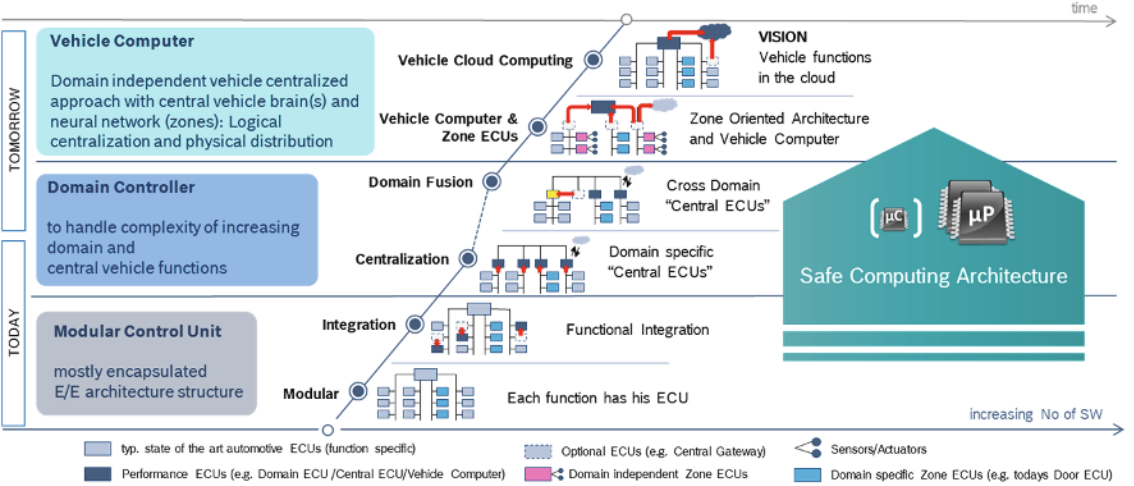 time
TOMORROW
TODAY
Vehicle Computer
Domain independent vehicle centralized
approach with central vehicle brain(s) and
neural network (zones): Logical
centralization and physical distribution
Domain Controller
to handle complexity of increasing
domain and
central vehicle functions
Modular Control Unit
mostly encapsulated
E/E architecture structure
Vehicle Cloud Computing
VISION
Vehicle functions
in the cloud
Vehicle Computer &
Zone ECUs
Zone Oriented Architecture
and Vehicle Computer
Domain Fusion
Cross Domain
“Central ECUs”
Centralization
Domain specific
“Central ECUs”
Integration
Functional Integration
Modular
Each function has his ECU
µC
µP
Safe Computing Architecture
increasing No of SW
typ. state of the art automotive ECUs (function specific)
Optional ECUs (e.g. Central Gateway)
Sensors/Actuators
Performance ECUs (e.g. Domain ECU /Central ECU/Vehide Computer)
Domain independent Zone ECUs
Domain specific Zone ECUs (e.g. todays Door ECU)